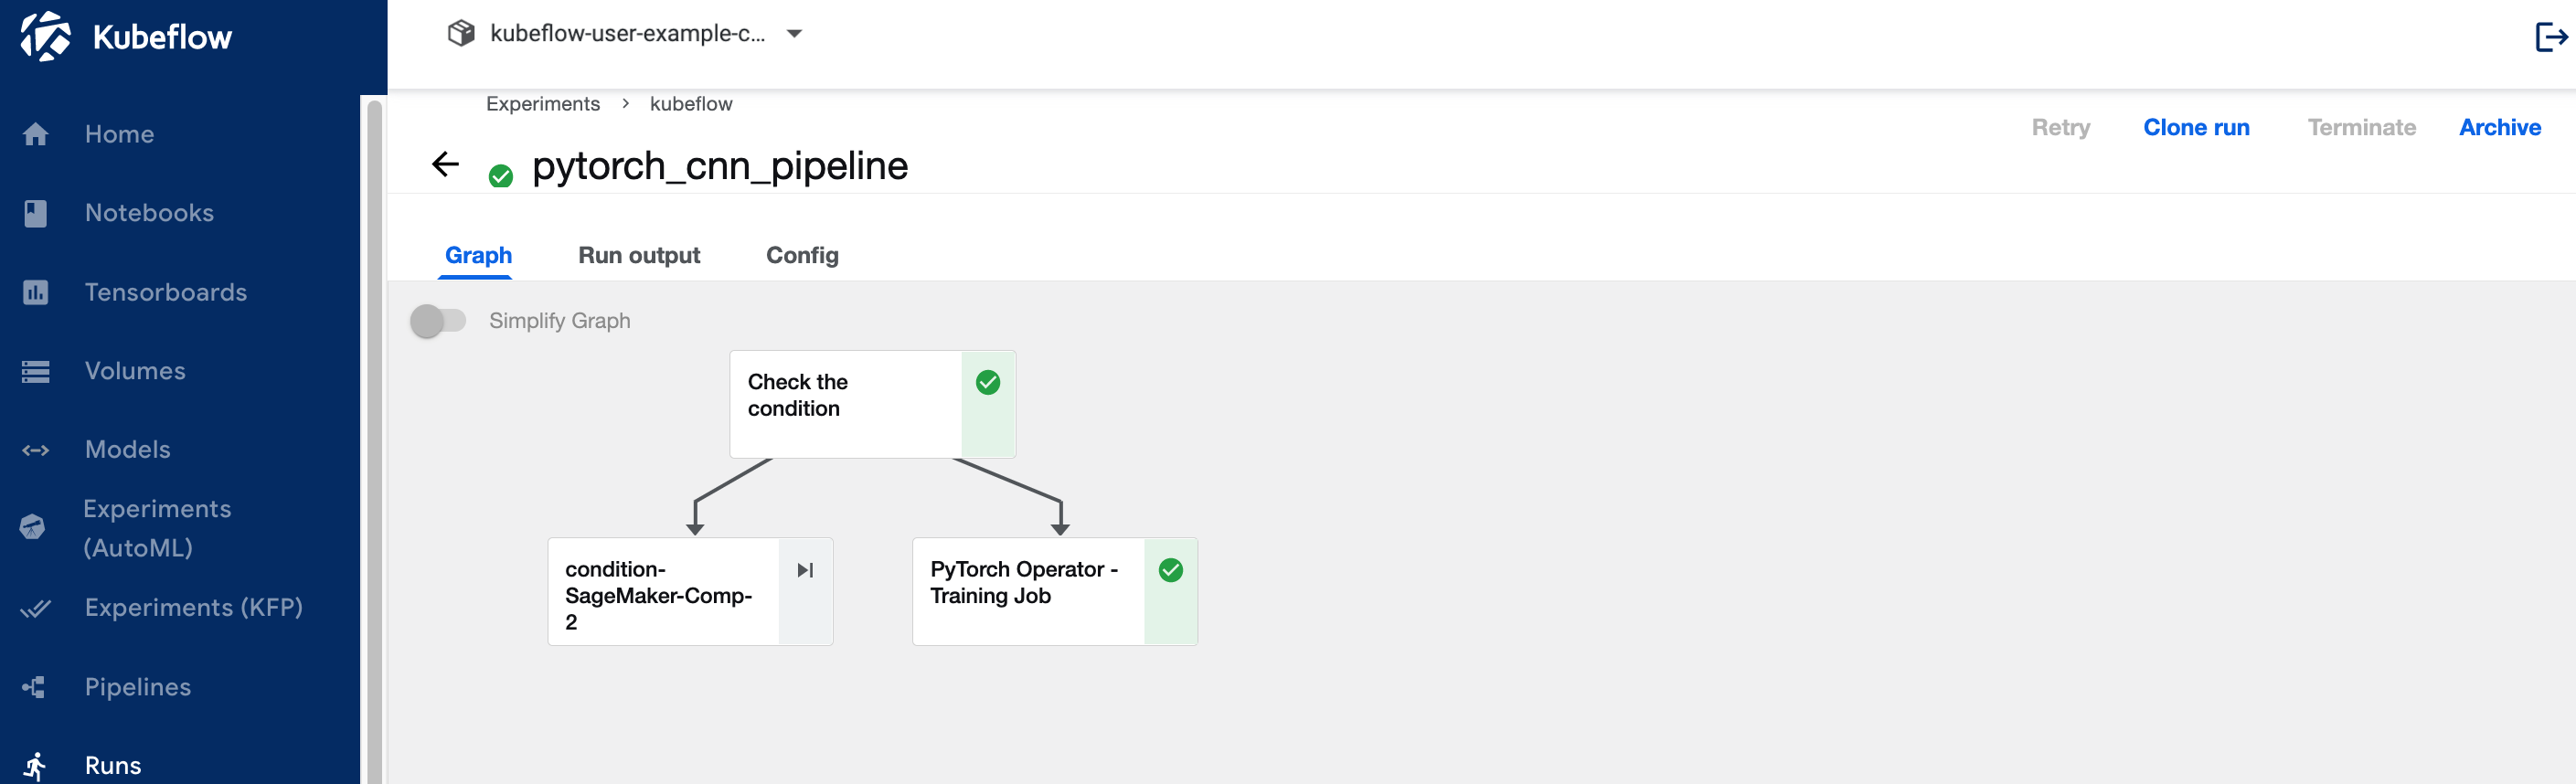 Kubeflow
kubeflow-user-example-c...
Home
Notebooks
Tensorboards
Volumes
Models
Experiments
(AutoML)
Experiments (KFP)
Pipelines
Runs
Experiments > kubeflow
Retry Clone run Terminate Archive
pytorch_cnn_pipeline
Graph Run output Config
Simplify Graph
Check the
condition
condition-
SageMaker-Comp-
2
PyTorch Operator -
Training Job